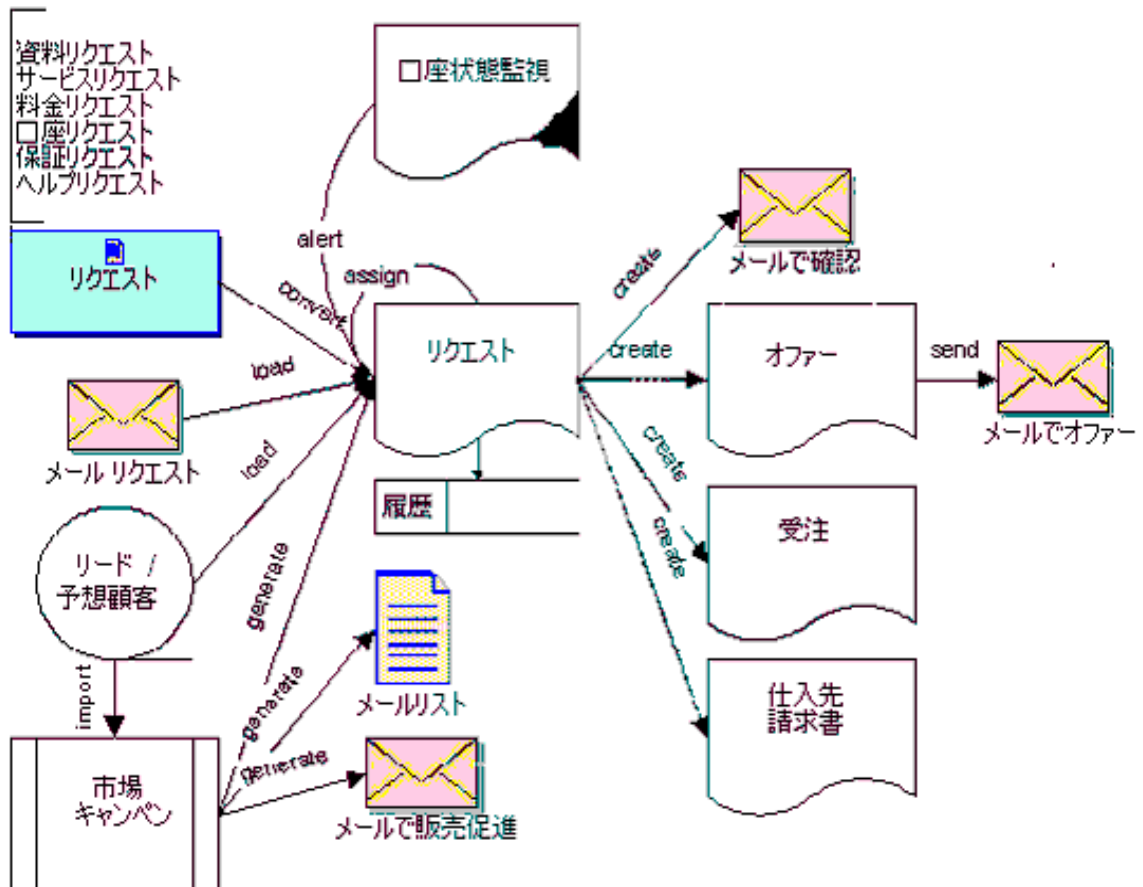 資料リクエスト
サービスリクエスト
料金リクエスト
口座リクエスト
保証リクエスト
ヘルプリクエスト
口座状態監視
リクエスト
alert
assign
convert
load
メール リクエスト
load
リード /
予想顧客
import
市場
キャンペン
generate
generate
generate
リクエスト
履歴
メールリスト
メールで販売促進
create
メールで確認
create
オファー
send
メールでオファー
create
受注
create
仕入先
請求書